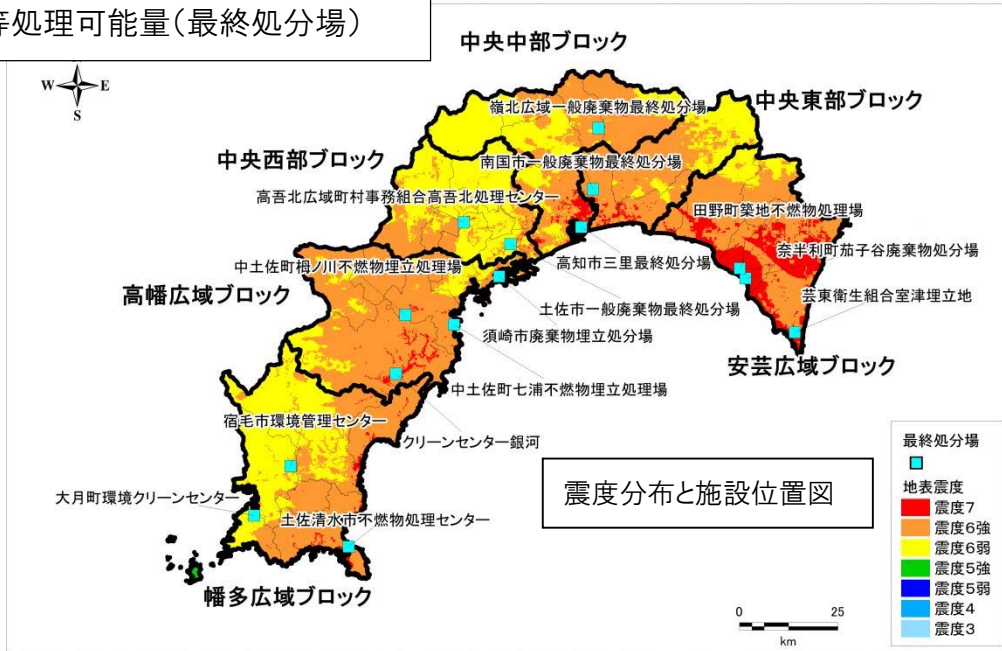 等処理可能量（最終処分場）
中央中部ブロック
W E
S
嶺北広域一般廃棄物最終処分場
中央東部ブロック
中央西部ブロック
南国市一般廃棄物最終処分場
高吾北広域町村事務組合高吾北処理センター
田野町築地不燃物処理場
奈半利町茄子谷廃棄物処分場
中土佐町栂ノ川不燃物埋立処理場
高知市三里最終処分場
高幡広域ブロック
芸東衛生組合室津埋立地
土佐市一般廃棄物最終処分場
須崎市廃棄物埋立処分場
安芸広域ブロック
中土佐町七浦不燃物埋立処理場
宿毛市環境管理センター
クリーンセンター銀河
大月町環境クリーンセンター
土佐清水市不燃物処理センター
幡多広域ブロック
震度分布と施設位置図
最終処分場
地表震度
震度7
震度6強
震度6弱
震度5強
震度5弱
震度4
震度3
0 25
km